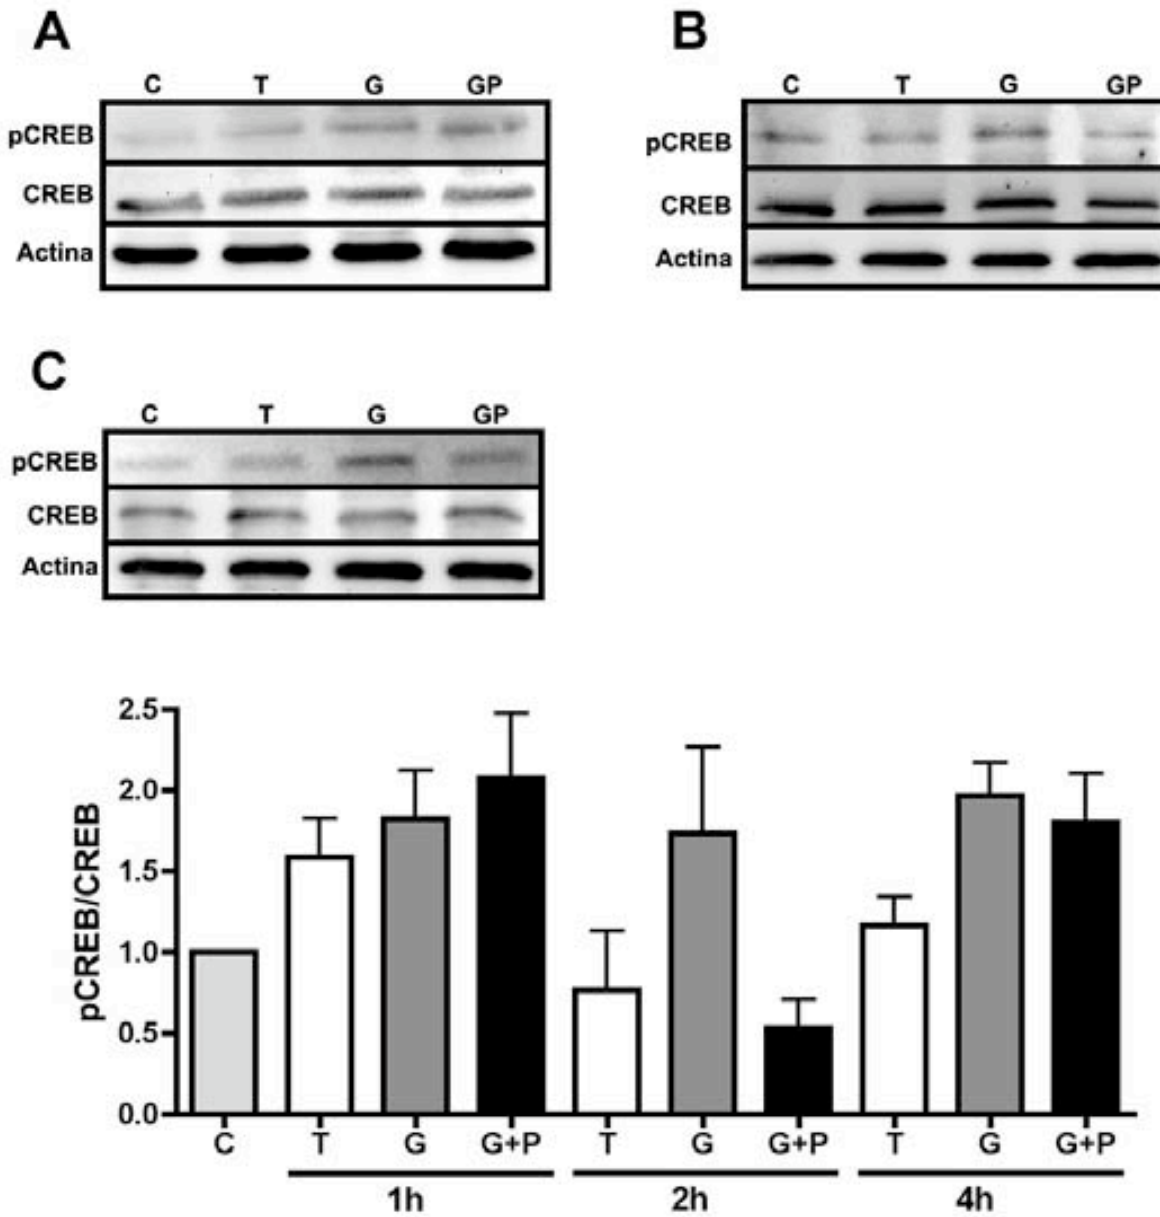 A
C T G GP
pCREB
CREB
Actina
B
C T G GP
pCREB
CREB
Actina
C
C T G GP
pCREB
CREB
Actina
pCREB/CREB
2.5
2.0
1.5
1.0
0.5
0.0
C T G G+P T G G+P T G G+P
1h 2h 4h